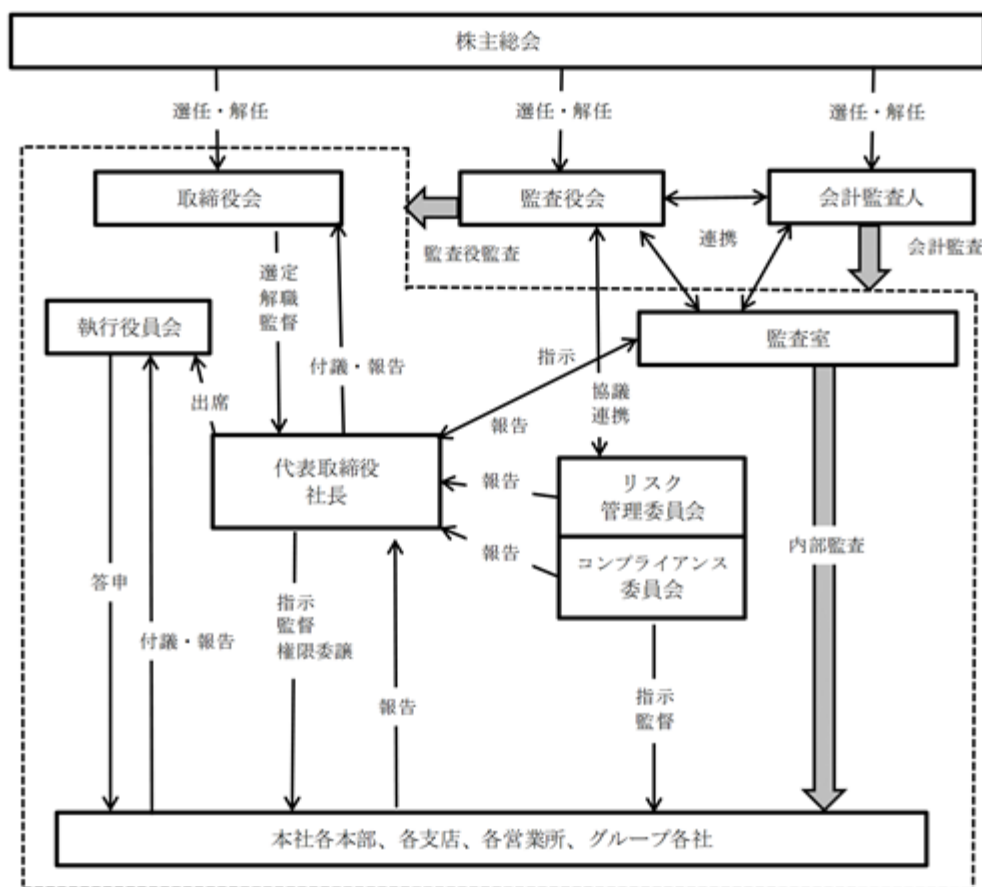 株主総会
選任・解任
選任・解任
選任・解任
取締役会
監査役会
会計監査人
連携
監査役監査
会計監査
選定
解職
監督
執行役員会
監査室
付議・報告
指示
出席
協議
連携
報告
代表取締役
社長
報告
リスク
管理委員会
報告
コンプライアンス
委員会
内部監査
答申
指示
監督
権限委譲
付議・報告
報告
指示
監督
本社各本部、各支店、各営業所、グループ各社